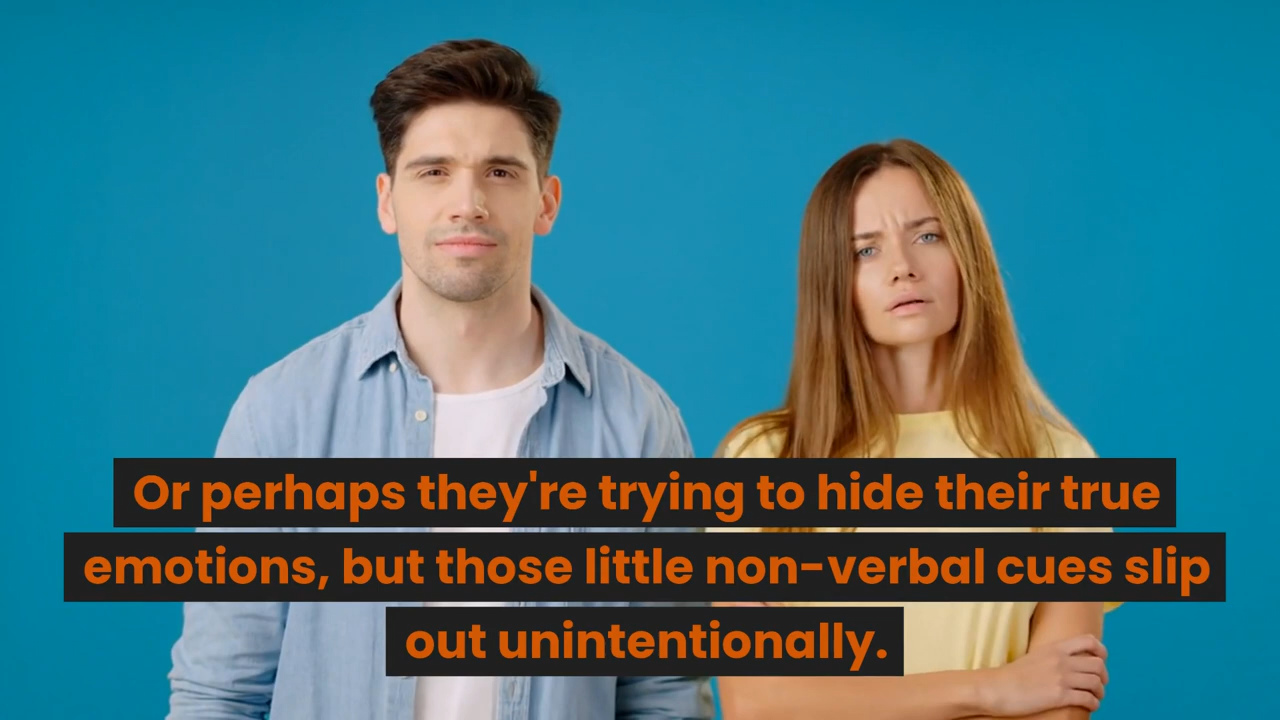 Or perhaps they're trying to hide their true
emotions, but those little non-verbal cues slip
out unintentionally.